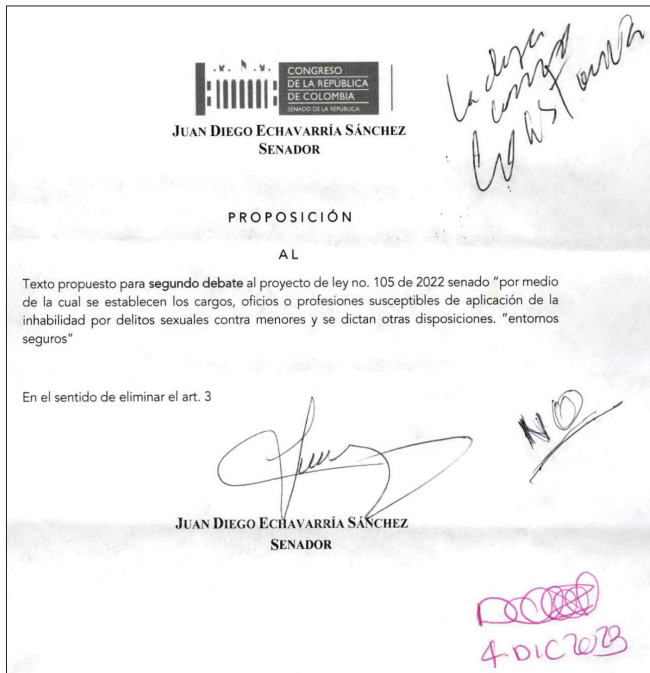 CONGRESO
DE LA REPÚBLICA
DE COLOMBIA
SENADO DE LA REPÚBLICA
JUAN DIEGO ECHAVARRÍA SÁNCHEZ
SENADOR
La deja
como
constancia
PROPOSICIÓN
AL
Texto propuesto para segundo debate al proyecto de ley no. 105 de 2022 senado "por medio
de la cual se establecen los cargos, oficios o profesiones susceptibles de aplicación de la
inhabilidad por delitos sexuales contra menores y se dictan otras disposiciones. "entornos
seguros"
En el sentido de eliminar el art. 3
NO
JUAN DIEGO ECHAVARRÍA SÁNCHEZ
SENADOR
4-DIC 2023